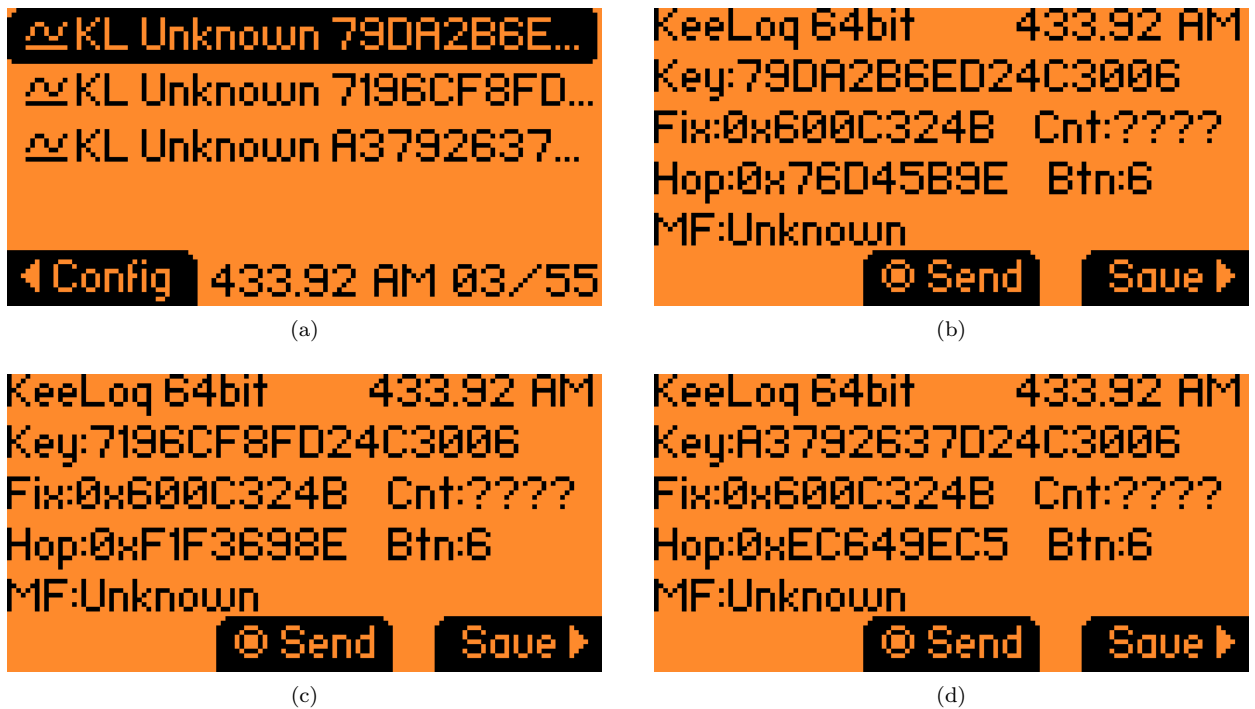 KL Unknown 79DA2B6E...
KL Unknown 7196CF8FD...
KL Unknown A3792637...
Config 433.92 AM 03/55
(a)
KeeLoq 64bit 433.92 AM
Key:79DA2B6ED24C3006
Fix:0x600C324B Cnt:????
Hop:0x76D45B9E Btn:6
MF:Unknown
Send Save
(b)
KeeLoq 64bit 433.92 AM
Key:7196CF8FD24C3006
Fix:0x600C324B Cnt:????
Hop:0xF1F3698E Btn:6
MF:Unknown
Send Save
(c)
KeeLoq 64bit 433.92 AM
Key:A3792637D24C3006
Fix:0x600C324B Cnt:????
Hop:0xEC649EC5 Btn:6
MF:Unknown
Send Save
(d)